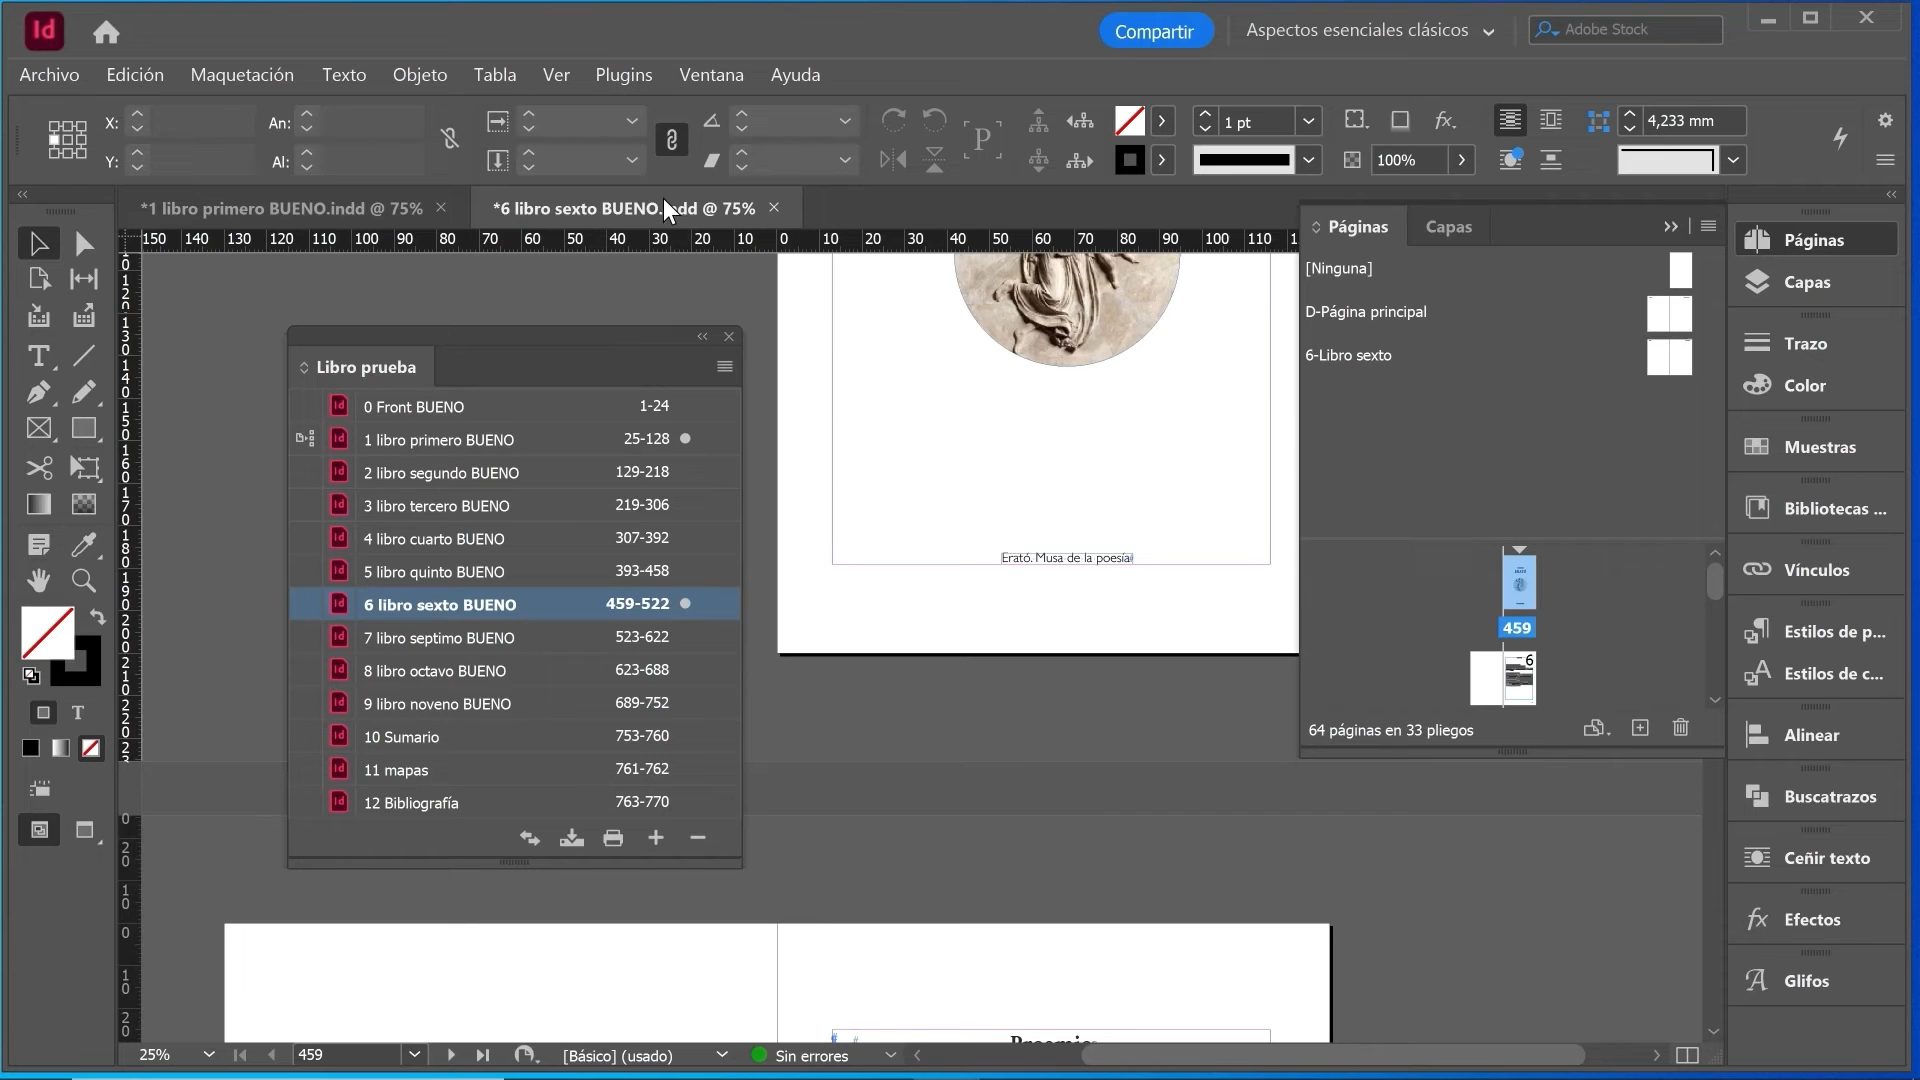 Id
Compartir
Aspectos esenciales clásicos
Adobe Stock
Archivo Edición Maquetación Texto Objeto Tabla Ver Plugins Ventana Ayuda
X: An: 1 pt fx. 4,233 mm
Y: Al: P 100%
*1 libro primero BUENO.indd @ 75%
*6 libro sexto BUENO.indd @ 75%
150 140 130 120 110 100 90 80 70 60 50 40 30 20 10 0 10 20 30 40 50 60 70 80 90 100 110
Páginas
Capas
[Ninguna]
D-Página principal
6-Libro sexto
459
6
64 páginas en 33 pliegos
Libro prueba
0 Front BUENO 1-24
1 libro primero BUENO 25-128
2 libro segundo BUENO 129-218
3 libro tercero BUENO 219-306
4 libro cuarto BUENO 307-392
5 libro quinto BUENO 393-458
6 libro sexto BUENO 459-522
7 libro septimo BUENO 523-622
8 libro octavo BUENO 623-688
9 libro noveno BUENO 689-752
10 Sumario 753-760
11 mapas 761-762
12 Bibliografía 763-770
Erató. Musa de la poesía
Proemio
Páginas
Capas
Trazo
Color
Muestras
Bibliotecas ...
Vínculos
Estilos de p...
Estilos de c...
Alinear
Buscatrazos
Ceñir texto
Efectos
Glifos
25% 459 [Básico] (usado) Sin errores